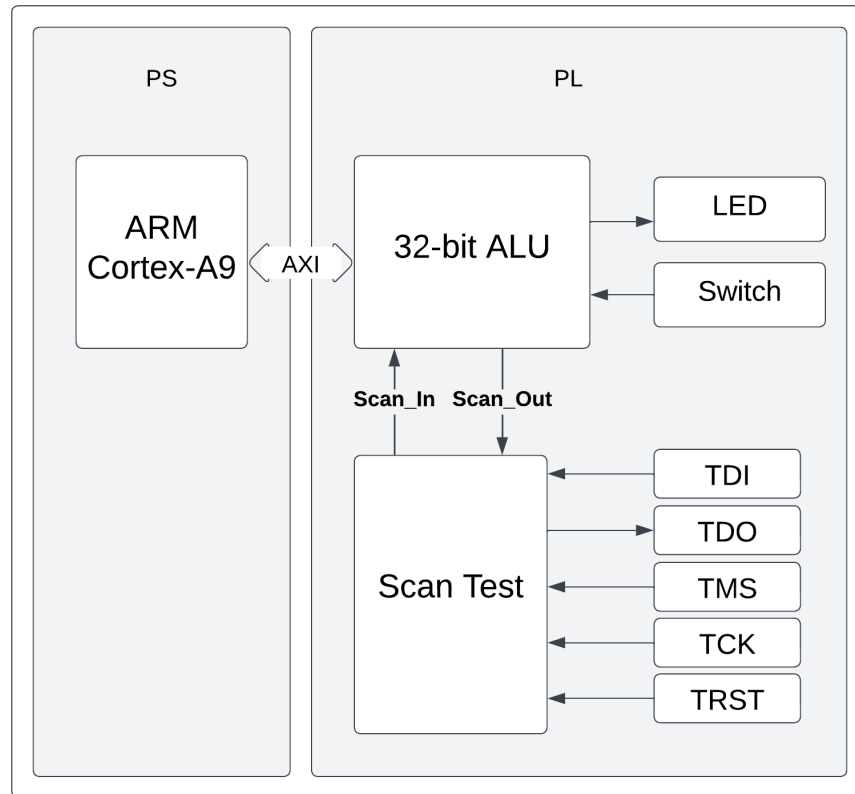 PS
PL
ARM
Cortex-A9
AXI
32-bit ALU
LED
Switch
Scan_In
Scan_Out
Scan Test
TDI
TDO
TMS
TCK
TRST